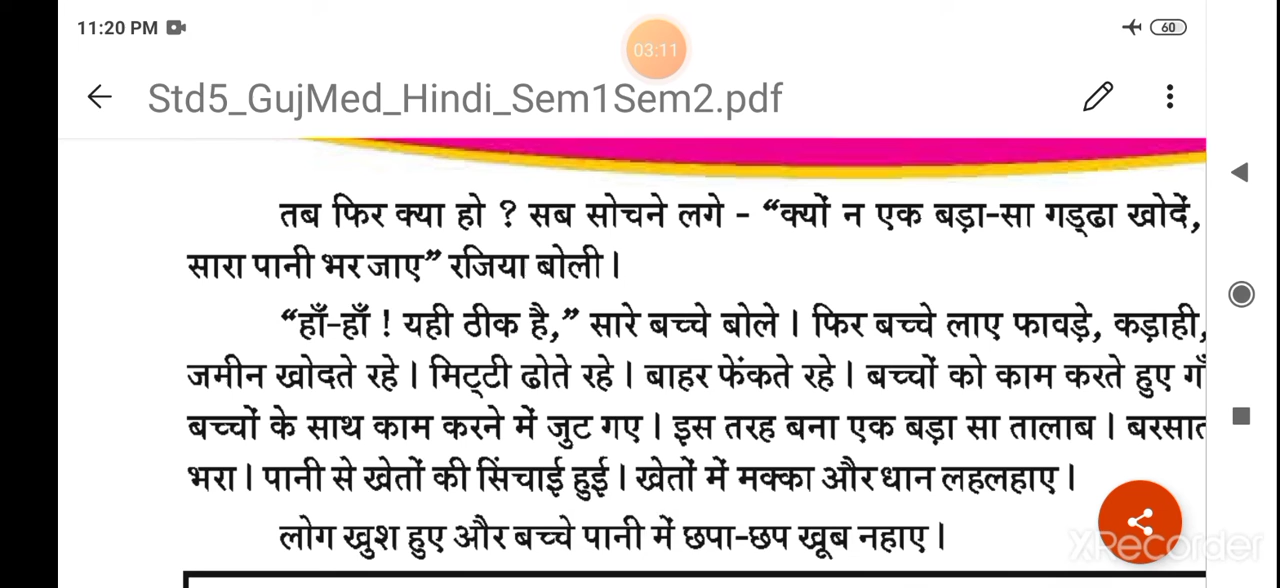 11:20 PM
60
03:11
Std5_GujMed_Hindi_Sem1Sem2.pdf
तब फिर क्या हो ? सब सोचने लगे - “क्यों न एक बड़ा-सा गड्ढा खोदें,
सारा पानी भर जाए” रजिया बोली।
“हाँ-हाँ ! यही ठीक है,” सारे बच्चे बोले। फिर बच्चे लाए फावड़े, कड़ाही,
जमीन खोदते रहे। मिट्टी ढोते रहे। बाहर फेंकते रहे। बच्चों को काम करते हुए गाँ
बच्चों के साथ काम करने में जुट गए। इस तरह बना एक बड़ा सा तालाब। बरसात
भरा। पानी से खेतों की सिंचाई हुई। खेतों में मक्का और धान लहलहाए।
लोग खुश हुए और बच्चे पानी में छपा-छप खूब नहाए।
XRecorder